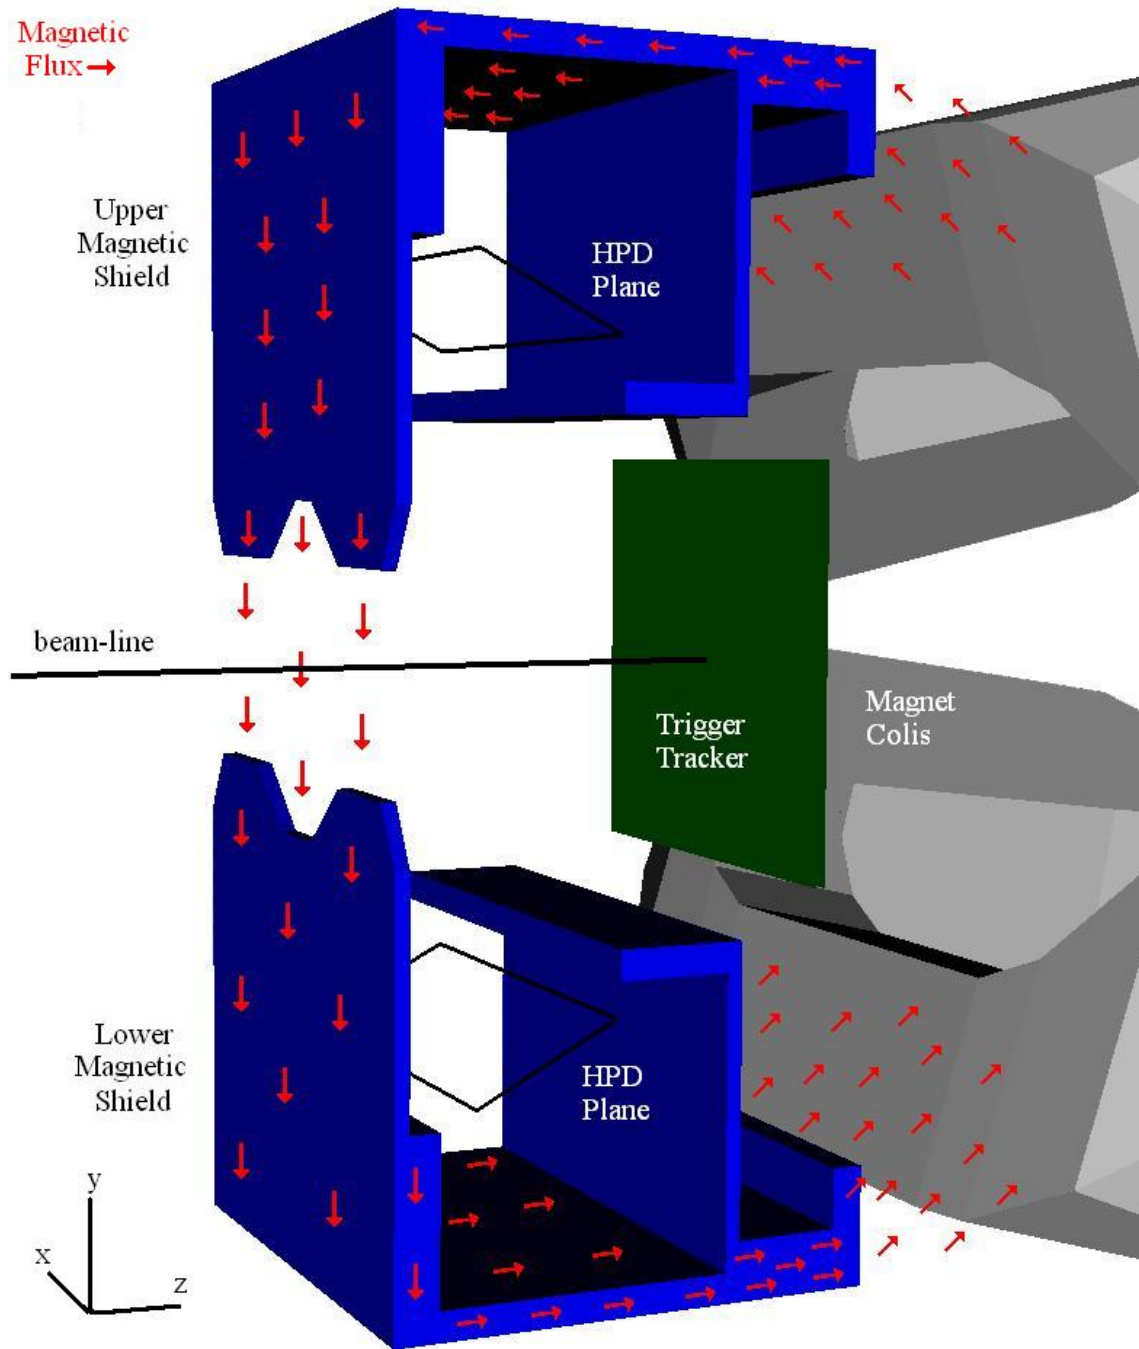 Magnetic
Flux→
Upper
Magnetic
Shield
HPD
Plane
beam-line
Trigger
Tracker
Magnet
Colis
Lower
Magnetic
Shield
HPD
Plane
y
x
z